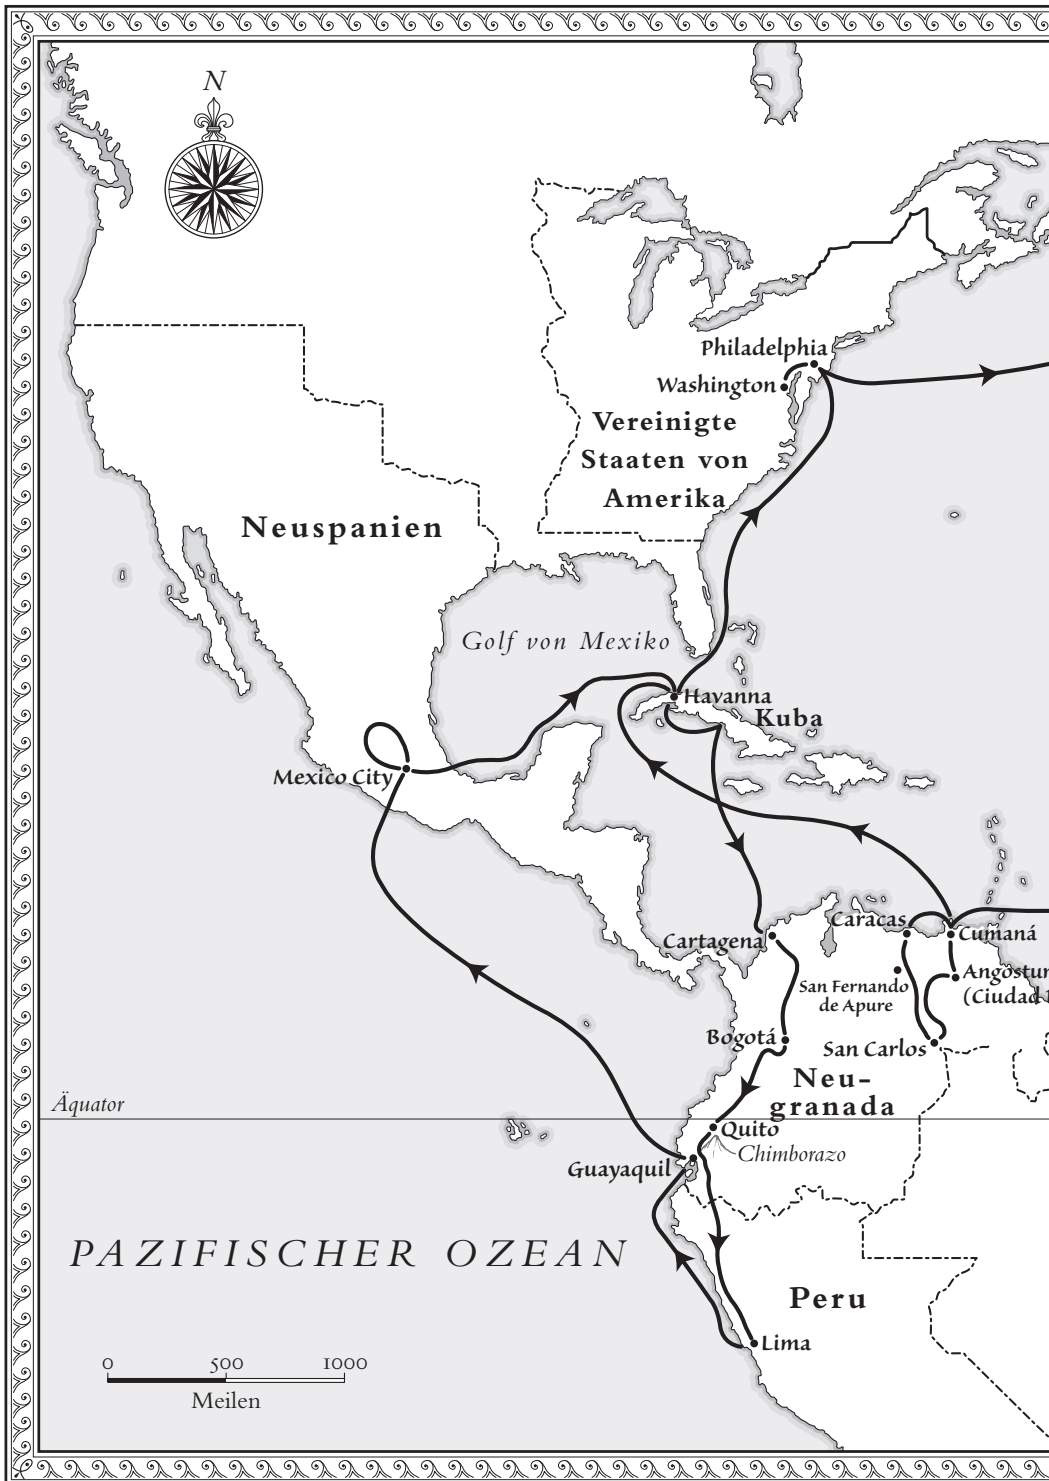 N
Philadelphia
Washington
Vereinigte
Staaten von
Amerika
Neuspanien
Golf von Mexiko
Havanna
Kuba
Mexico City
Caracas
Cumaná
Cartagena
San Fernando
de Apure
Angostur
(Ciudad
Bogotá
San Carlos
Neu-
granada
Äquator
Quito
Chimborazo
Guayaquil
PAZIFISCHER OZEAN
Peru
Lima
0 500 1000
Meilen